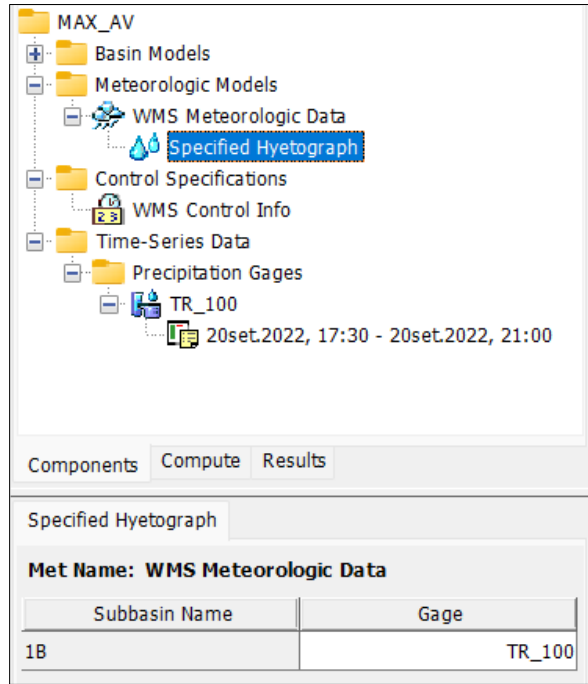 MAX_AV
Basin Models
Meteorologic Models
WMS Meteorologic Data
Specified Hyetograph
Control Specifications
WMS Control Info
Time-Series Data
Precipitation Gages
TR_100
20set.2022, 17:30 - 20set.2022, 21:00
Components Compute Results
Specified Hyetograph
Met Name: WMS Meteorologic Data
Subbasin Name Gage
1B TR_100